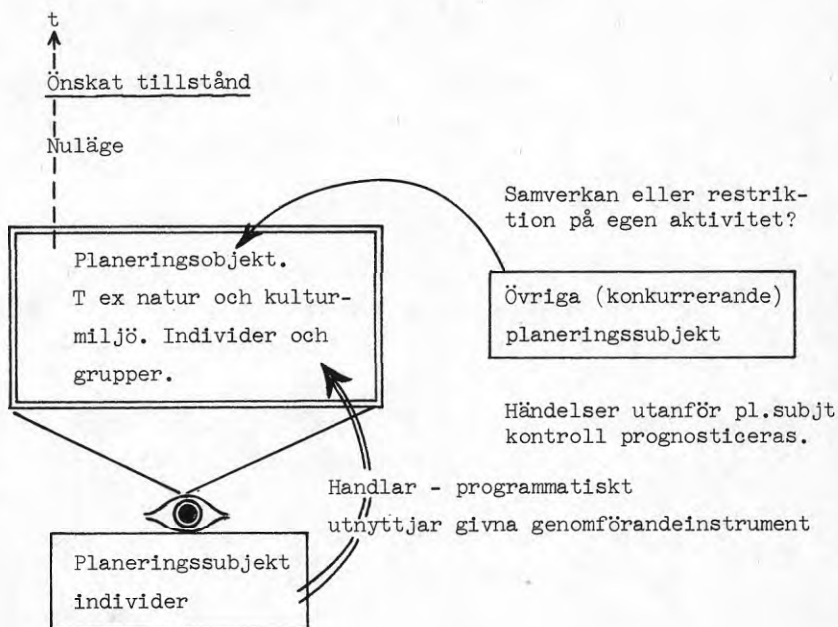 t
Önskat tillstånd
Nuläge
Samverkan eller restrik-
tion på egen aktivitet?
Planeringsobjekt.
T ex natur och kultur-
miljö. Individer och
grupper.
Övriga (konkurrerande)
planeringssubjekt
Händelser utanför pl.subjt
kontroll prognosticeras.
Handlar - programmatiskt
utnyttjar givna genomförandeinstrument
Planeringssubjekt
individer